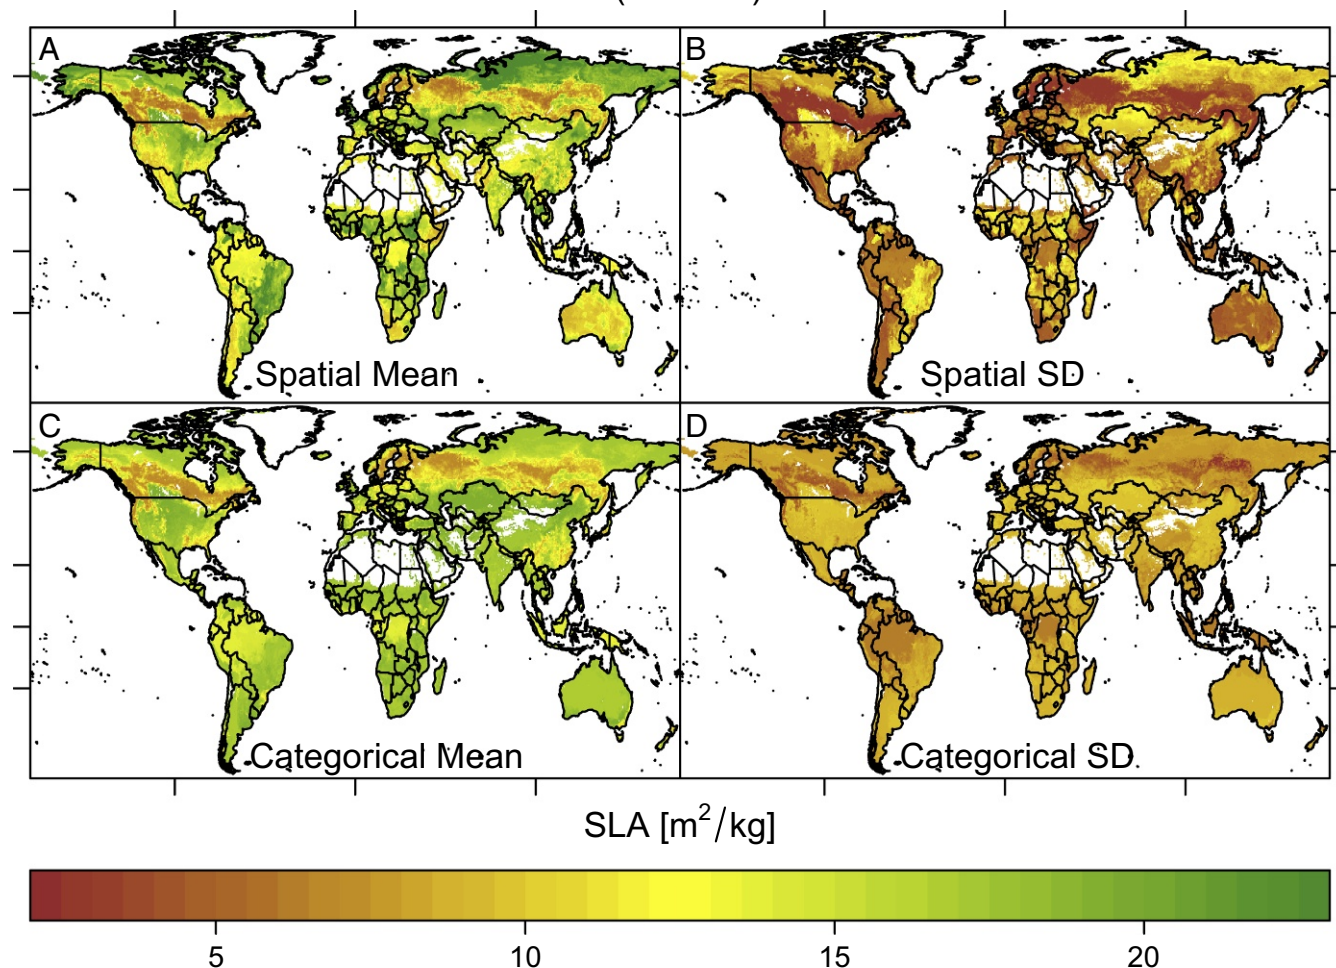 A
B
Spatial Mean
Spatial SD
C
D
Categorical Mean
Categorical SD
SLA [m²/kg]
5 10 15 20